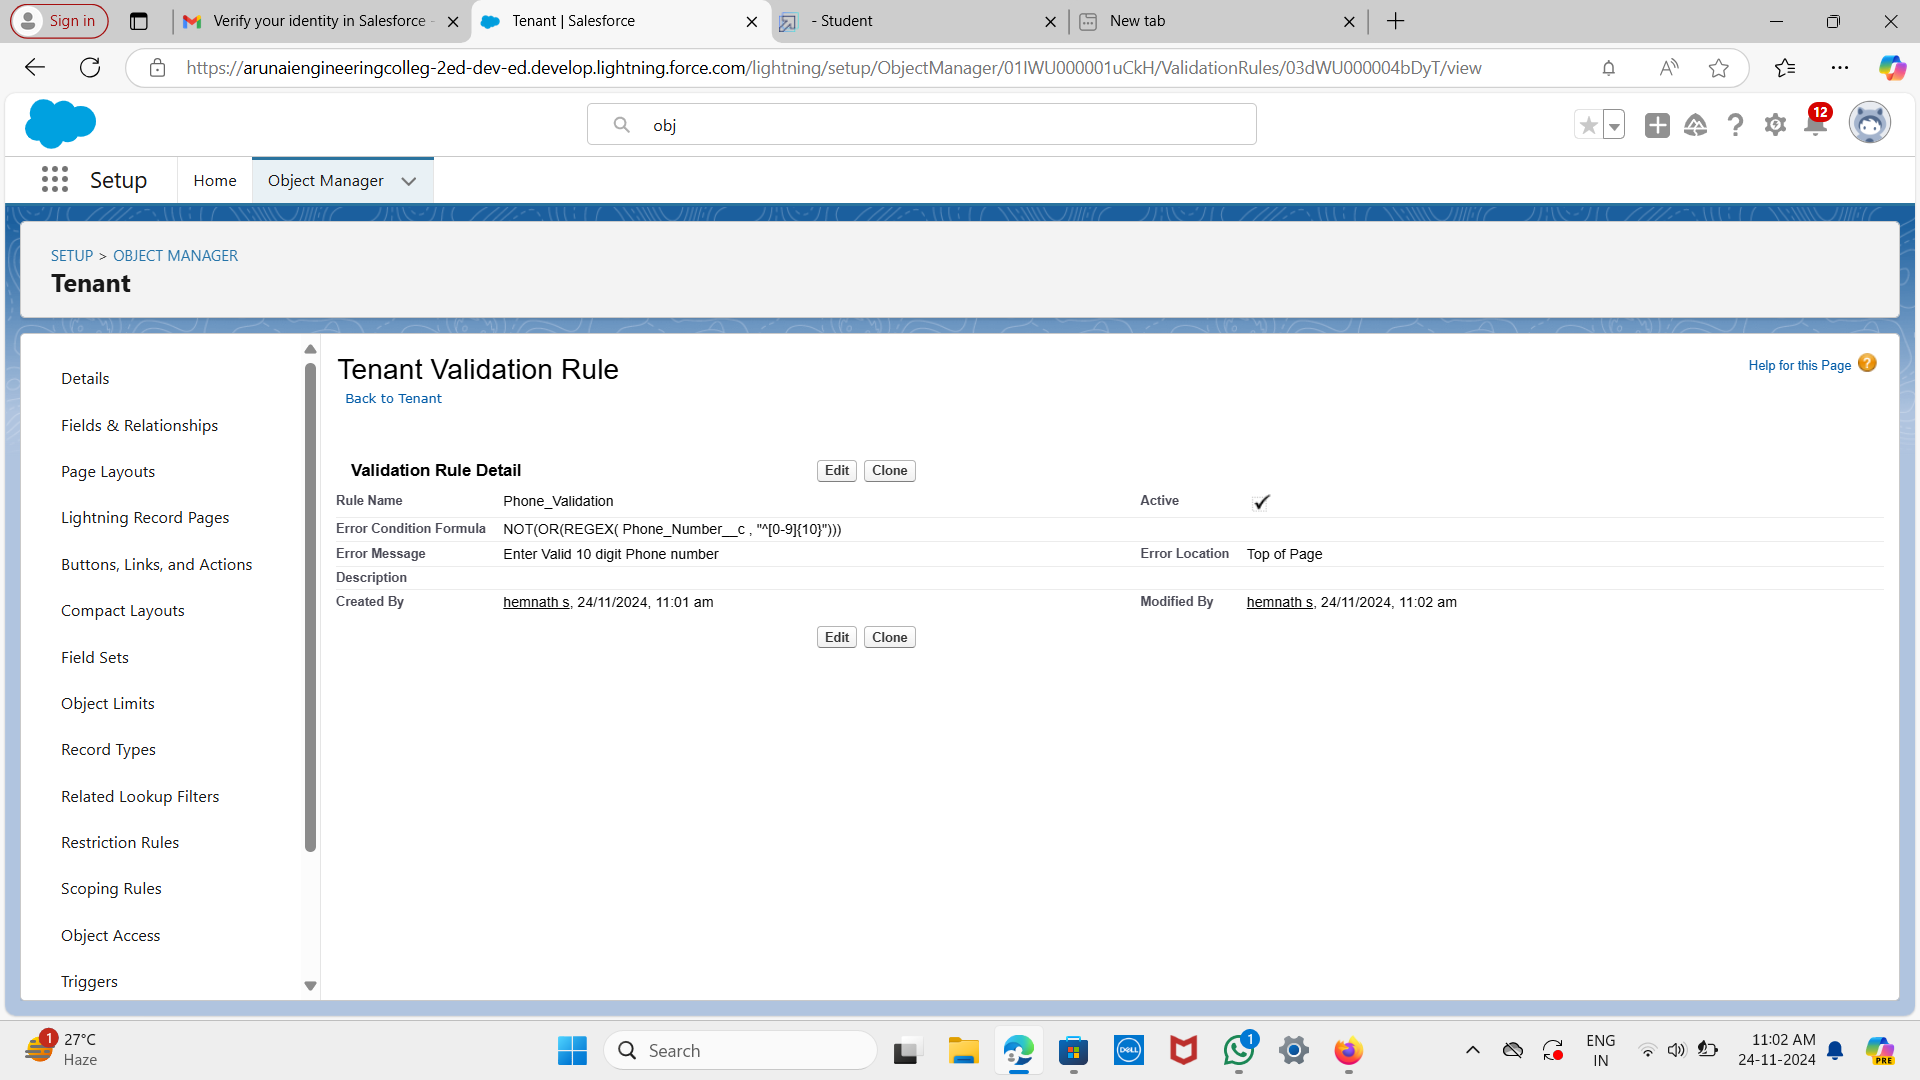 Sign in
Verify your identity in Salesforce -
Tenant | Salesforce
- Student
New tab
https://arunaiengineeringcolleg-2ed-dev-ed.develop.lightning.force.com/lightning/setup/ObjectManager/01IWU000001uCkH/ValidationRules/03dWU000004bDyT/view
obj
12
Setup
Home
Object Manager
SETUP > OBJECT MANAGER
Tenant
Details
Fields & Relationships
Page Layouts
Lightning Record Pages
Buttons, Links, and Actions
Compact Layouts
Field Sets
Object Limits
Record Types
Related Lookup Filters
Restriction Rules
Scoping Rules
Object Access
Triggers
Tenant Validation Rule
Help for this Page ?
Back to Tenant
Validation Rule Detail
Edit Clone
Rule Name Phone_Validation Active
Error Condition Formula NOT(OR(REGEX( Phone_Number__c , "^[0-9]{10}")))
Error Message Enter Valid 10 digit Phone number Error Location Top of Page
Description
Created By hemnath s, 24/11/2024, 11:01 am Modified By hemnath s, 24/11/2024, 11:02 am
Edit Clone
1
27°C
Haze
Search
DELL
1
ENG
IN
11:02 AM
24-11-2024
PRE